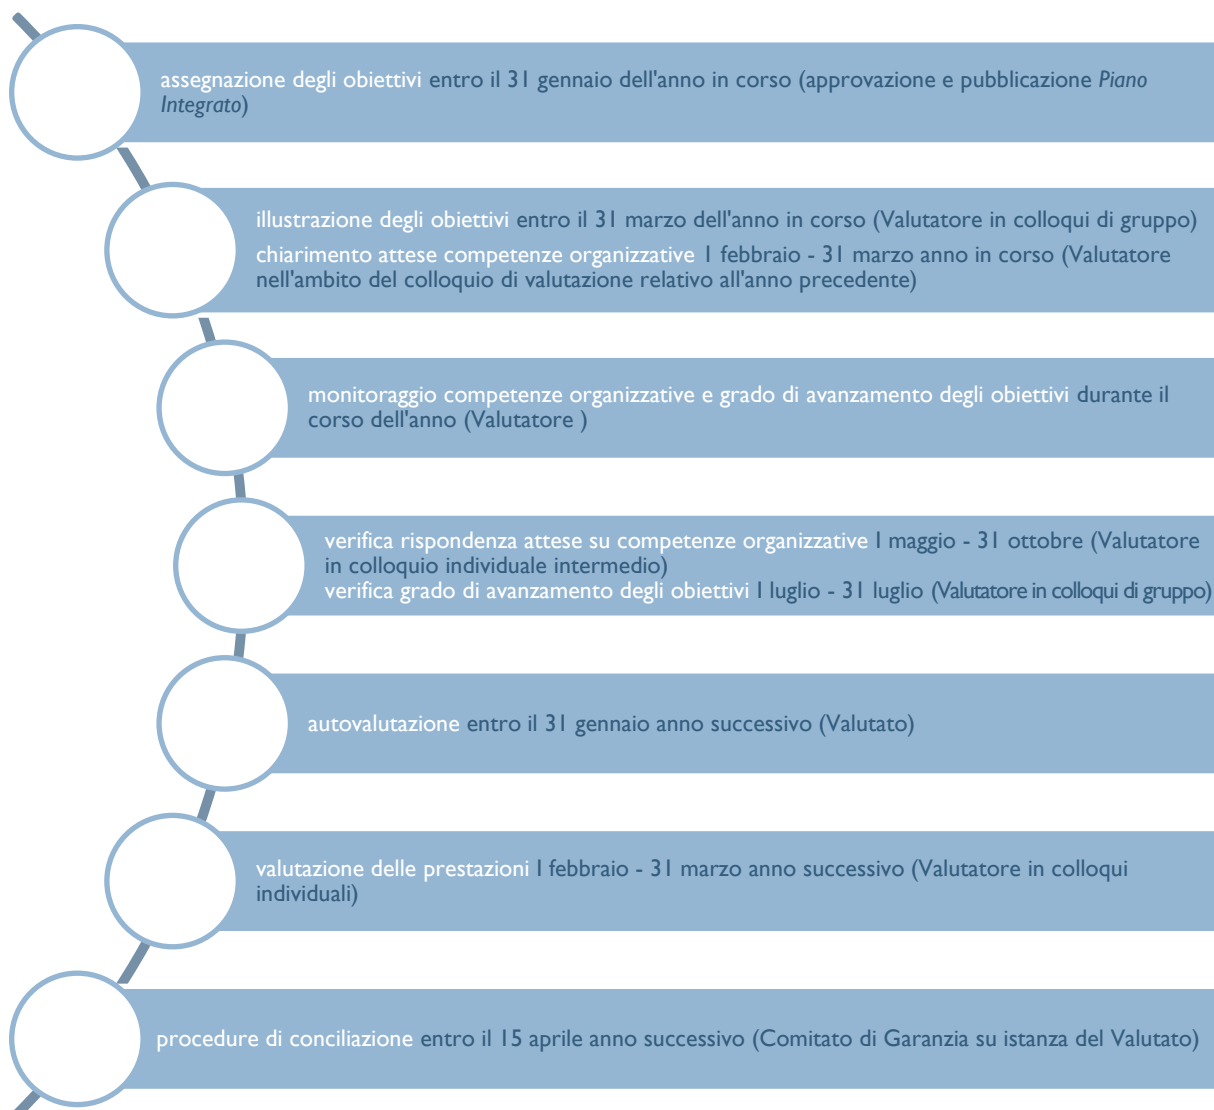 assegnazione degli obiettivi entro il 31 gennaio dell'anno in corso (approvazione e pubblicazione Piano
Integrato)
illustrazione degli obiettivi entro il 31 marzo dell'anno in corso (Valutatore in colloqui di gruppo)
chiarimento attese competenze organizzative 1 febbraio - 31 marzo anno in corso (Valutatore
nell'ambito del colloquio di valutazione relativo all'anno precedente)
monitoraggio competenze organizzative e grado di avanzamento degli obiettivi durante il
corso dell'anno (Valutatore )
verifica rispondenza attese su competenze organizzative 1 maggio - 31 ottobre (Valutatore
in colloquio individuale intermedio)
verifica grado di avanzamento degli obiettivi 1 luglio - 31 luglio (Valutatore in colloqui di gruppo)
autovalutazione entro il 31 gennaio anno successivo (Valutato)
valutazione delle prestazioni 1 febbraio - 31 marzo anno successivo (Valutatore in colloqui
individuali)
procedure di conciliazione entro il 15 aprile anno successivo (Comitato di Garanzia su istanza del Valutato)